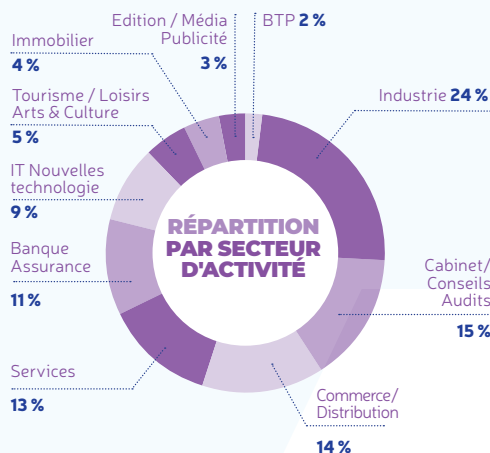 Edition / Média
Publicité
3 %
BTP 2 %
Immobilier
4 %
Industrie 24 %
Tourisme / Loisirs
Arts & Culture
5 %
IT Nouvelles
technologie
9 %
RÉPARTITION
PAR SECTEUR
D'ACTIVITÉ
Banque
Assurance
11 %
Cabinet/
Conseils
Audits
15 %
Services
13 %
Commerce/
Distribution
14 %